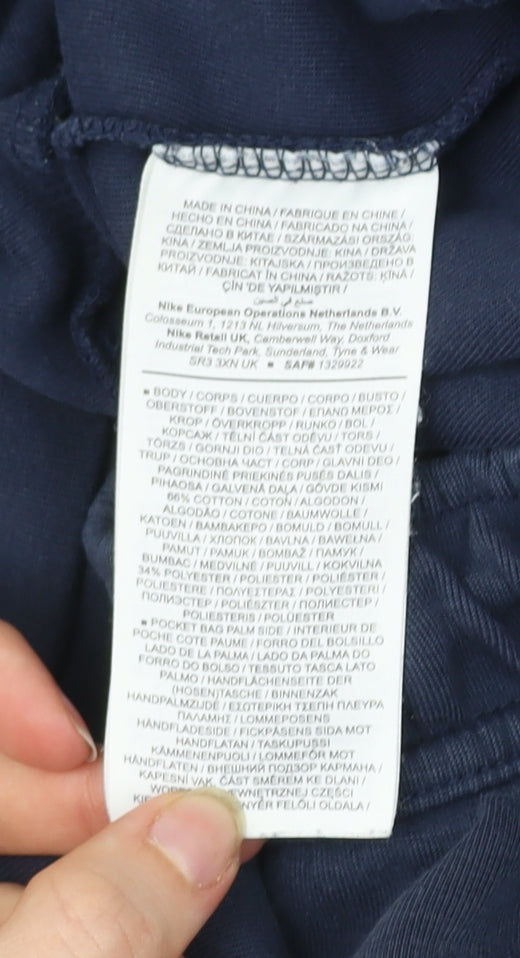 MADE IN CHINA / FABRIQUE EN CHINE /
HECHO EN CHINA / FABRICADO NA CHINA /
СДЕЛАНО В КИТАЕ / SZÁRMAZÁSI ORSZÁG:
KÍNA / ZEMLJA PROIZVODNJE: KINA / DRŽAVA
PROIZVODNJE: KITAJSKA / ПРОИЗВЕДЕНО В
КИТАЙ / FABRICAT ÎN CHINA / RAŽOTS: ĶĪNA /
ÇİN 'DE YAPILMIŞTIR /
صنع في الصين
Nike European Operations Netherlands B.V.
Colosseum 1, 1213 NL Hilversum, The Netherlands
Nike Retail UK, Camberwell Way, Doxford
Industrial Tech Park, Sunderland, Tyne & Wear
SR3 3XN UK ■ SAF# 1329922
■ BODY / CORPS / CUERPO / CORPO / BUSTO /
OBERSTOFF / BOVENSTOF / ΕΠΑΝΩ ΜΕΡΟΣ /
KROP / ÖVERKROPP / RUNKO / BOL /
КОРСАЖ / TĚLNÍ ČÁST ODĚVU / TORS /
TÖRZS / GORNJI DIO / TELNÁ ČASŤ ODEVU /
TRUP / ОСНОВНА ЧАСТ / CORP / GLAVNI DEO /
PAGRINDINĖ PRIEKINĖS PUSĖS DALIS /
PIHAOSA / GALVENĀ DAĻA / GÖVDE KISMI
66% COTTON / COTON / ALGODÓN /
ALGODÃO / COTONE / BAUMWOLLE /
KATOEN / ΒΑΜΒΑΚΕΡΟ / BOMULD / BOMULL /
PUUVILLA / ХЛОПОК / BAVLNA / BAWEŁNA /
PAMUT / PAMUK / BOMBAŽ / ПАМУК /
BUMBAC / MEDVILNĖ / PUUVILL / KOKVILNA
34% POLYESTER / POLIESTER / POLIÉSTER /
POLIESTERE / ΠΟΛΥΕΣΤΕΡΑΣ / POLYESTERI /
ПОЛИЭСТЕР / POLIÉSZTER / ПОЛИЕСТЕР /
POLIESTERIS / POLÜESTER
■ POCKET BAG PALM SIDE / INTERIEUR DE
POCHE COTE PAUME / FORRO DEL BOLSILLO
LADO DE LA PALMA / LADO DA PALMA DO
FORRO DO BOLSO / TESSUTO TASCA LATO
PALMO / HANDFLÄCHENSEITE DER
(HOSEN)TASCHE / BINNENZAK
HANDPALMZIJDE / ΕΣΩΤΕΡΙΚΗ ΤΣΕΠΗ ΠΛΕΥΡΑ
ΠΑΛΑΜΗΣ / LOMMEPOSENS
HÅNDFLADESIDE / FICKPÅSENS SIDA MOT
HANDFLATAN / TASKUPUSSI
KÄMMENENPUOLI / LOMMEFÔR MOT
HÅNDFLATEN / ВНЕШНИЙ ПОДЗОР КАРМАНА /
KAPESNÍ VAK, ČÁST SMĚREM KE DLANI /
WEWNĘTRZNEJ CZĘŚCI
FELŐLI OLDALA /